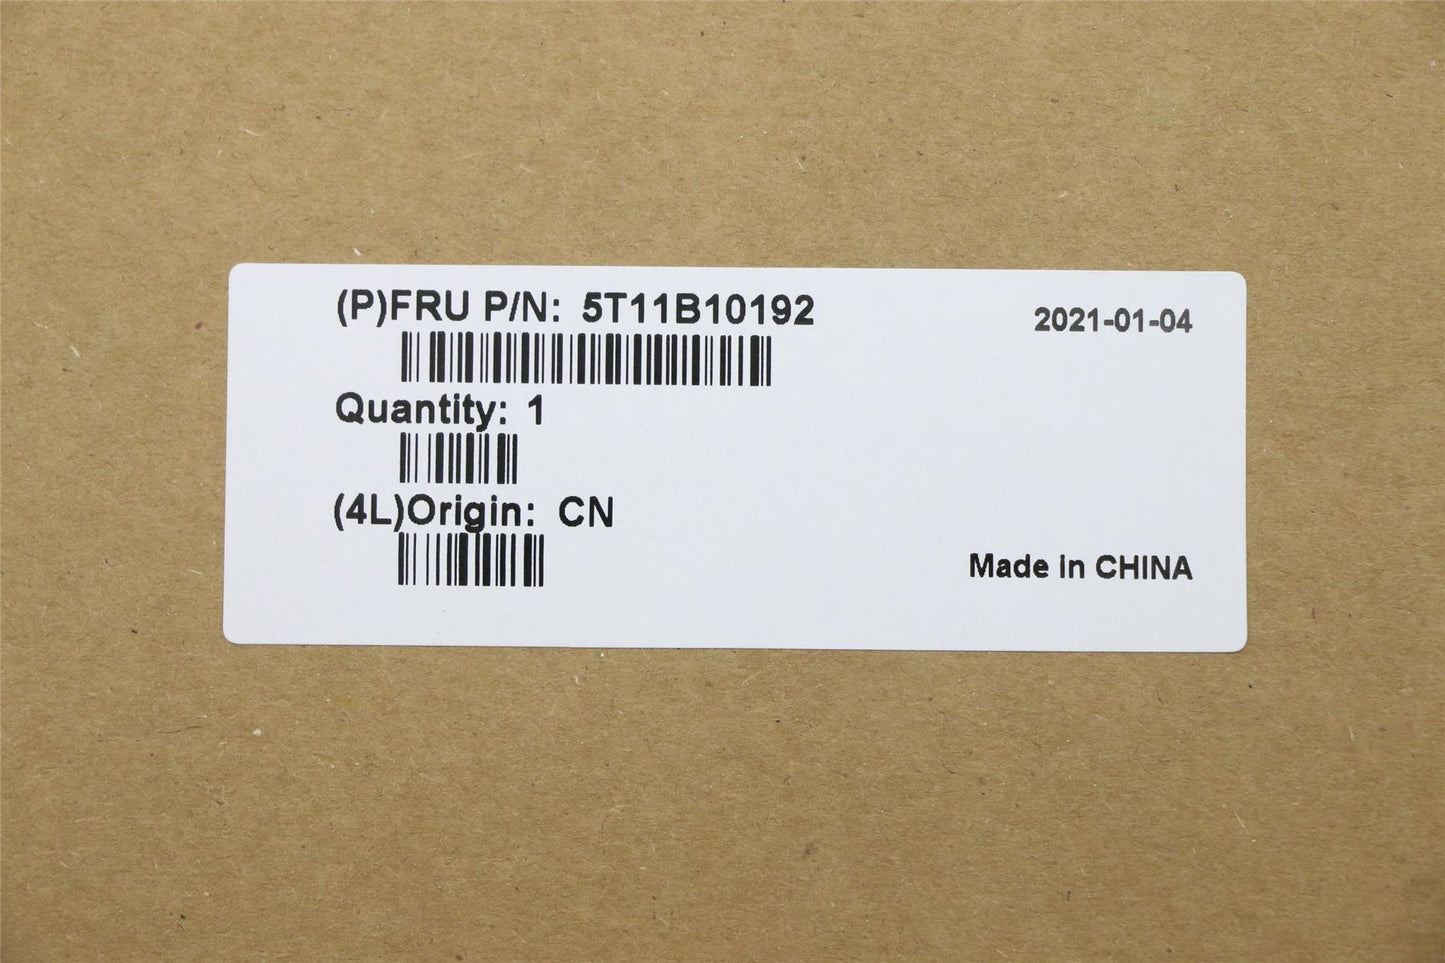 (P)FRU P/N: 5T11B10192
2021-01-04
Quantity: 1
(4L)Origin: CN
Made in CHINA